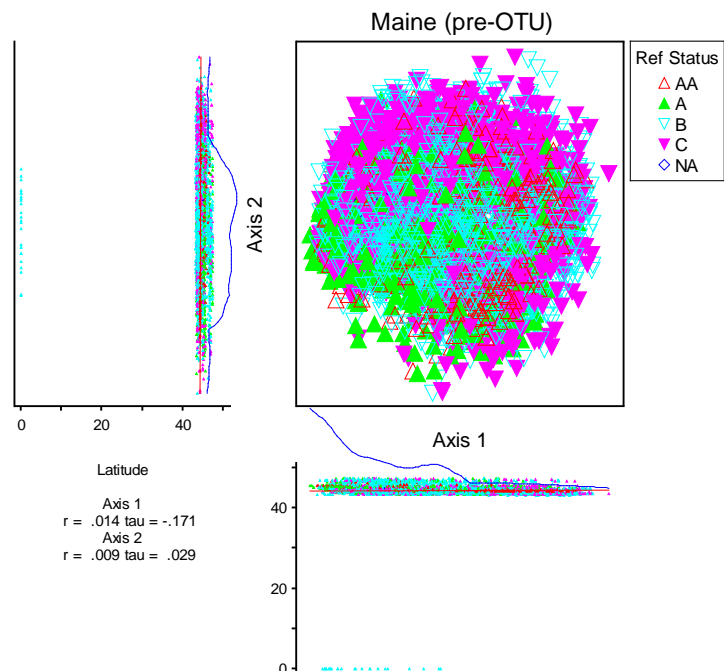 Maine (pre-OTU)
Ref Status
AA
A
B
C
NA
Axis 2
0
20
40
Axis 1
Latitude
Axis 1
r = .014 tau = -.171
Axis 2
r = .009 tau = .029
40
20
0